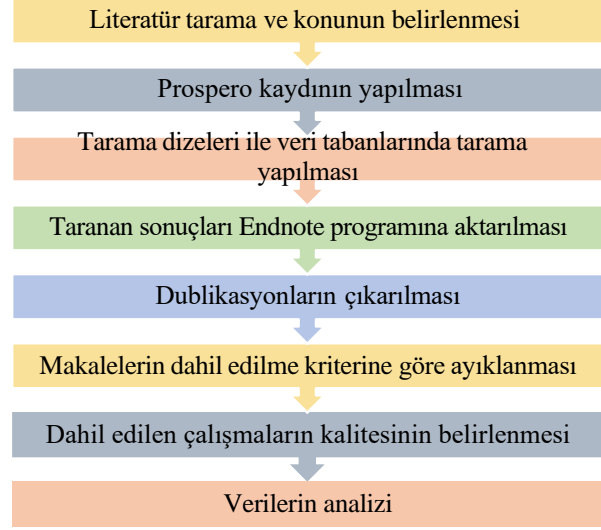 Literatür tarama ve konunun belirlenmesi
Prospero kaydının yapılması
Tarama dizeleri ile veri tabanlarında tarama
yapılması
Taranan sonuçları Endnote programına aktarılması
Dublikasyonların çıkarılması
Makalelerin dahil edilme kriterine göre ayıklanması
Dahil edilen çalışmaların kalitesinin belirlenmesi
Verilerin analizi